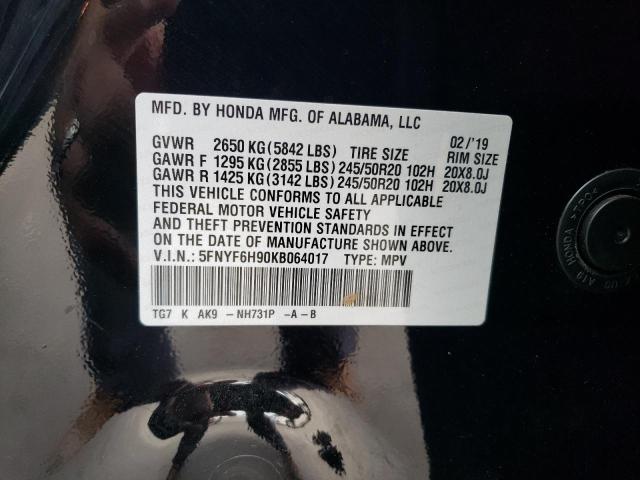 MFD. BY HONDA MFG. OF ALABAMA, LLC
GVWR 2650 KG(5842 LBS) TIRE SIZE 02/'19 RIM SIZE
GAWR F 1295 KG(2855 LBS) 245/50R20 102H 20X8.0J
GAWR R 1425 KG(3142 LBS) 245/50R20 102H 20X8.0J
THIS VEHICLE CONFORMS TO ALL APPLICABLE
FEDERAL MOTOR VEHICLE SAFETY
AND THEFT PREVENTION STANDARDS IN EFFECT
ON THE DATE OF MANUFACTURE SHOWN ABOVE.
V.I.N.: 5FNYF6H90KB064017 TYPE: MPV
TG7 K AK9 -NH731P -A-B
HONDA